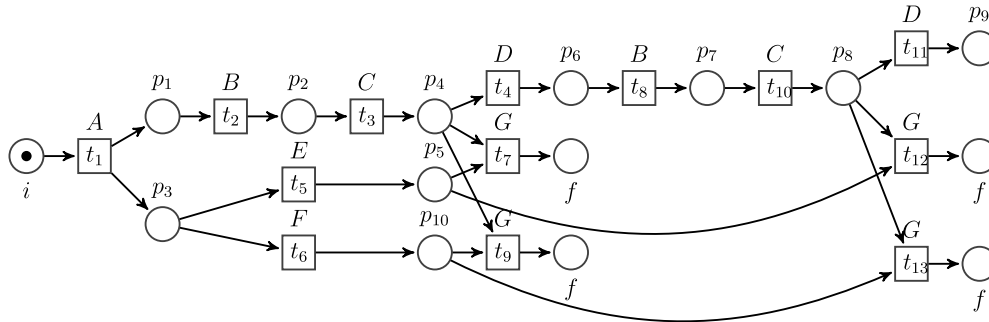 D p₉
t₁₁
D p₆ B p₇ C p₈
p₁ B p₂ C p₄ t₄ t₈ t₁₀
A t₂ t₃ G G
t₁ E p₅ t₇ t₁₂
i p₃ t₅ f f
F p₁₀ G G
t₆ t₉ t₁₃
f f